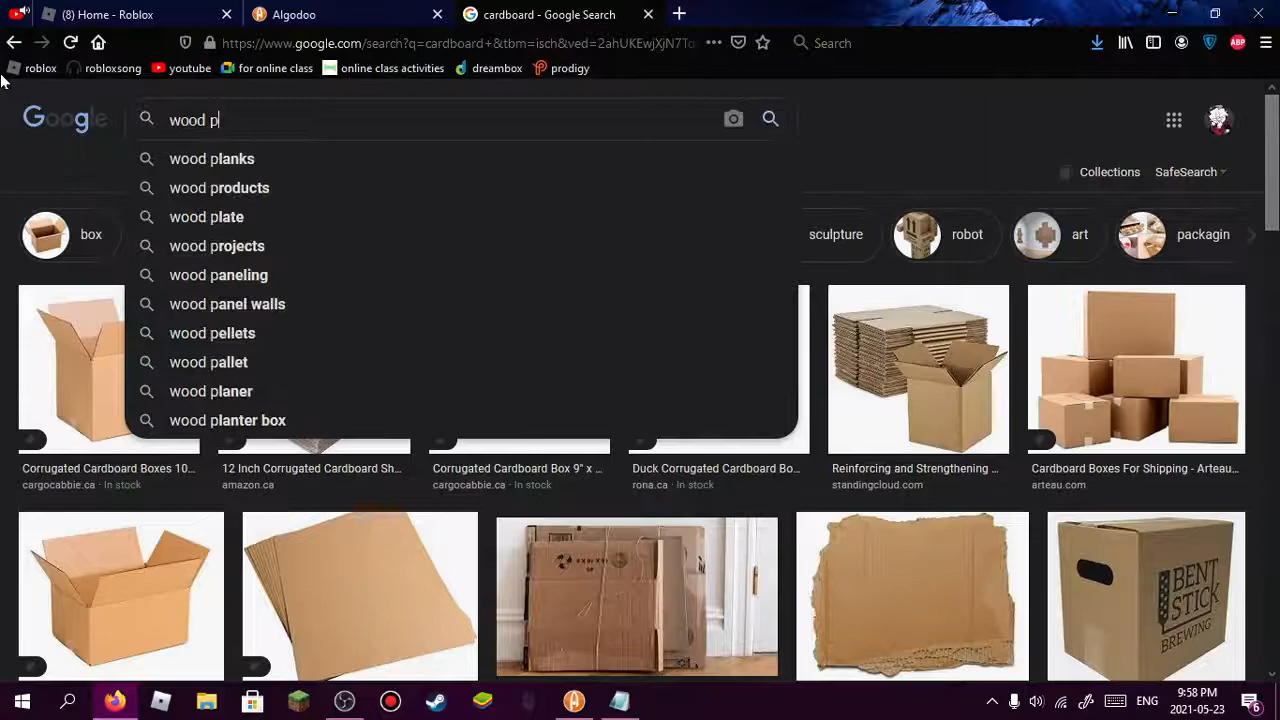 (8) Home - Roblox
Algodoo
cardboard - Google Search
https://www.google.com/search?q=cardboard+&tbm=isch&ved=2ahUKEwjXjN7To
Search
roblox
robloxsong
youtube
for online class
online class activities
dreambox
prodigy
Google
wood p
wood planks
wood products
wood plate
wood projects
wood paneling
wood panel walls
wood pellets
wood pallet
wood planer
wood planter box
Collections
SafeSearch
box
sculpture
robot
art
packagin
Corrugated Cardboard Boxes 10...
12 Inch Corrugated Cardboard Sh...
Corrugated Cardboard Box 9" x ...
Duck Corrugated Cardboard Bo...
Reinforcing and Strengthening ...
Cardboard Boxes For Shipping - Arteau...
cargocabbie.ca · In stock
amazon.ca
cargocabbie.ca · In stock
rona.ca · In stock
standingcloud.com
arteau.com
BENT
STICK
BREWING
ABP
ENG
9:58 PM
2021-05-23
6